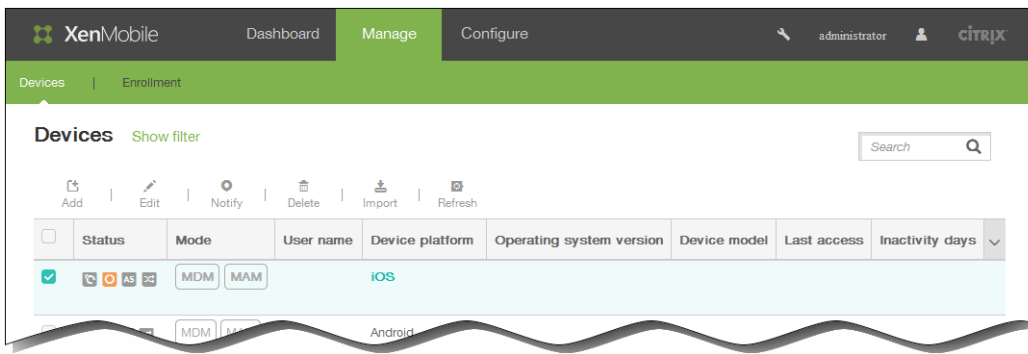 XenMobile Dashboard Manage Configure administrator CITRIX
Devices | Enrollment
Devices Show filter
Search
Add | Edit | Notify | Delete | Import | Refresh
Status Mode User name Device platform Operating system version Device model Last access Inactivity days
AS MDM MAM iOS
MDM Android